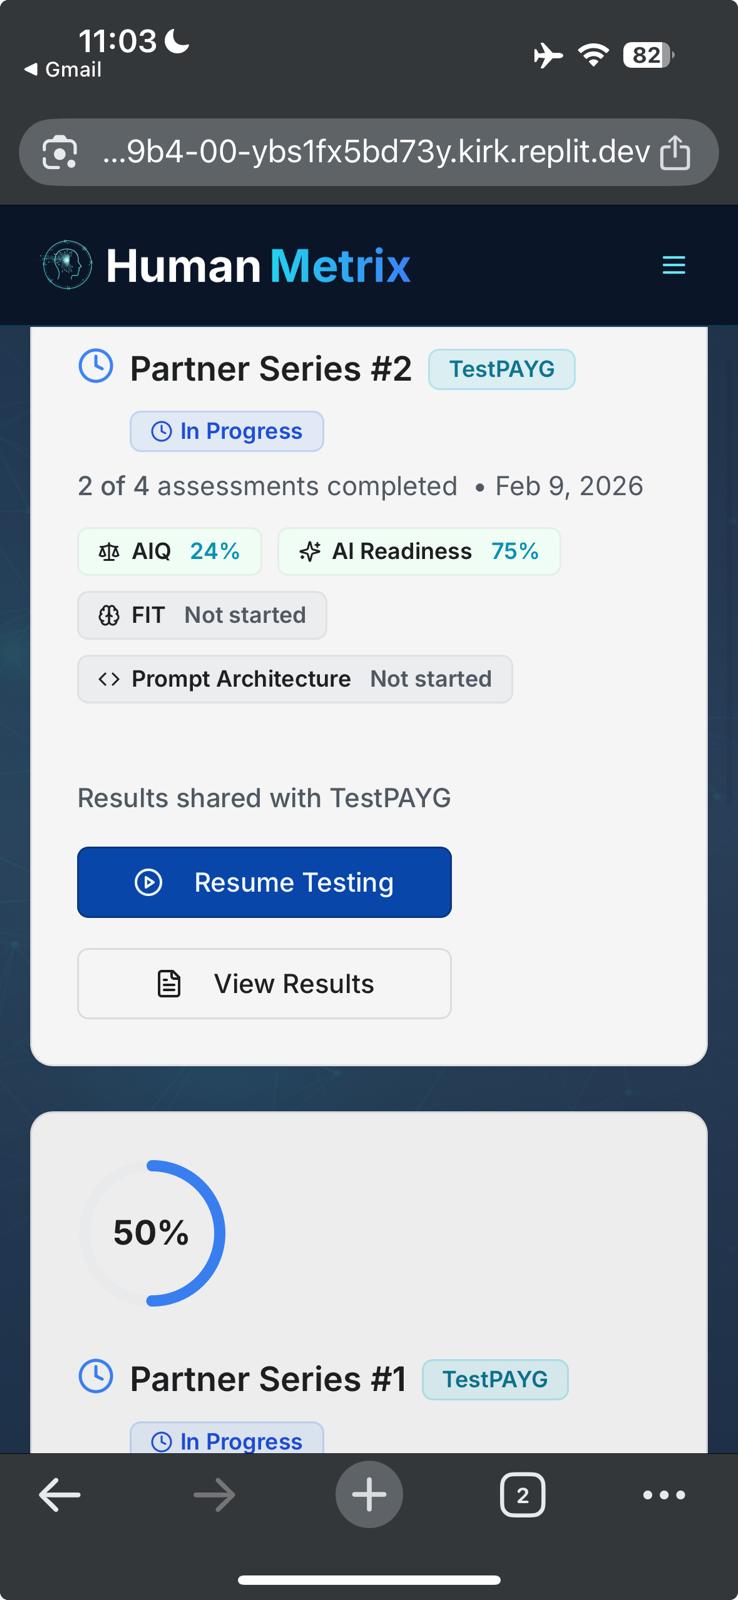 11:03
◀ Gmail
82
...9b4-00-ybs1fx5bd73y.kirk.replit.dev
Human Metrix
Partner Series #2 TestPAYG
In Progress
2 of 4 assessments completed • Feb 9, 2026
AIQ 24% AI Readiness 75%
FIT Not started
Prompt Architecture Not started
Results shared with TestPAYG
Resume Testing
View Results
50%
Partner Series #1 TestPAYG
In Progress
2